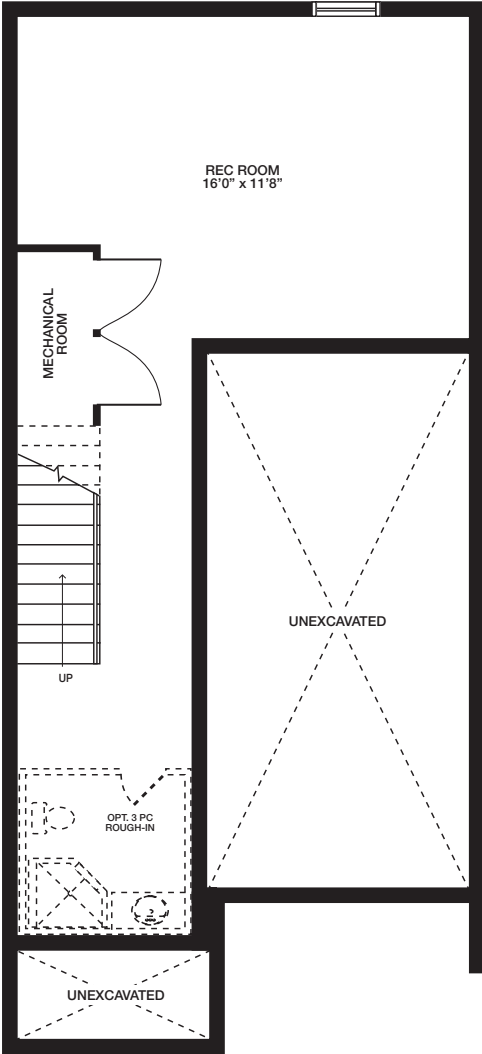 REC ROOM
16'0" x 11'8"
MECHANICAL
ROOM
UNEXCAVATED
UP
OPT. 3 PC
ROUGH-IN
UNEXCAVATED